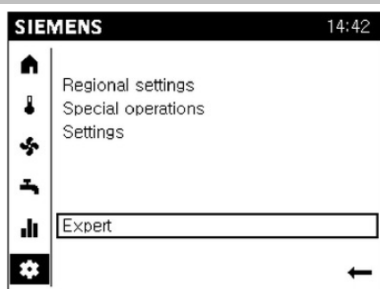 SIEMENS 14:42
Regional settings
Special operations
Settings
Expert